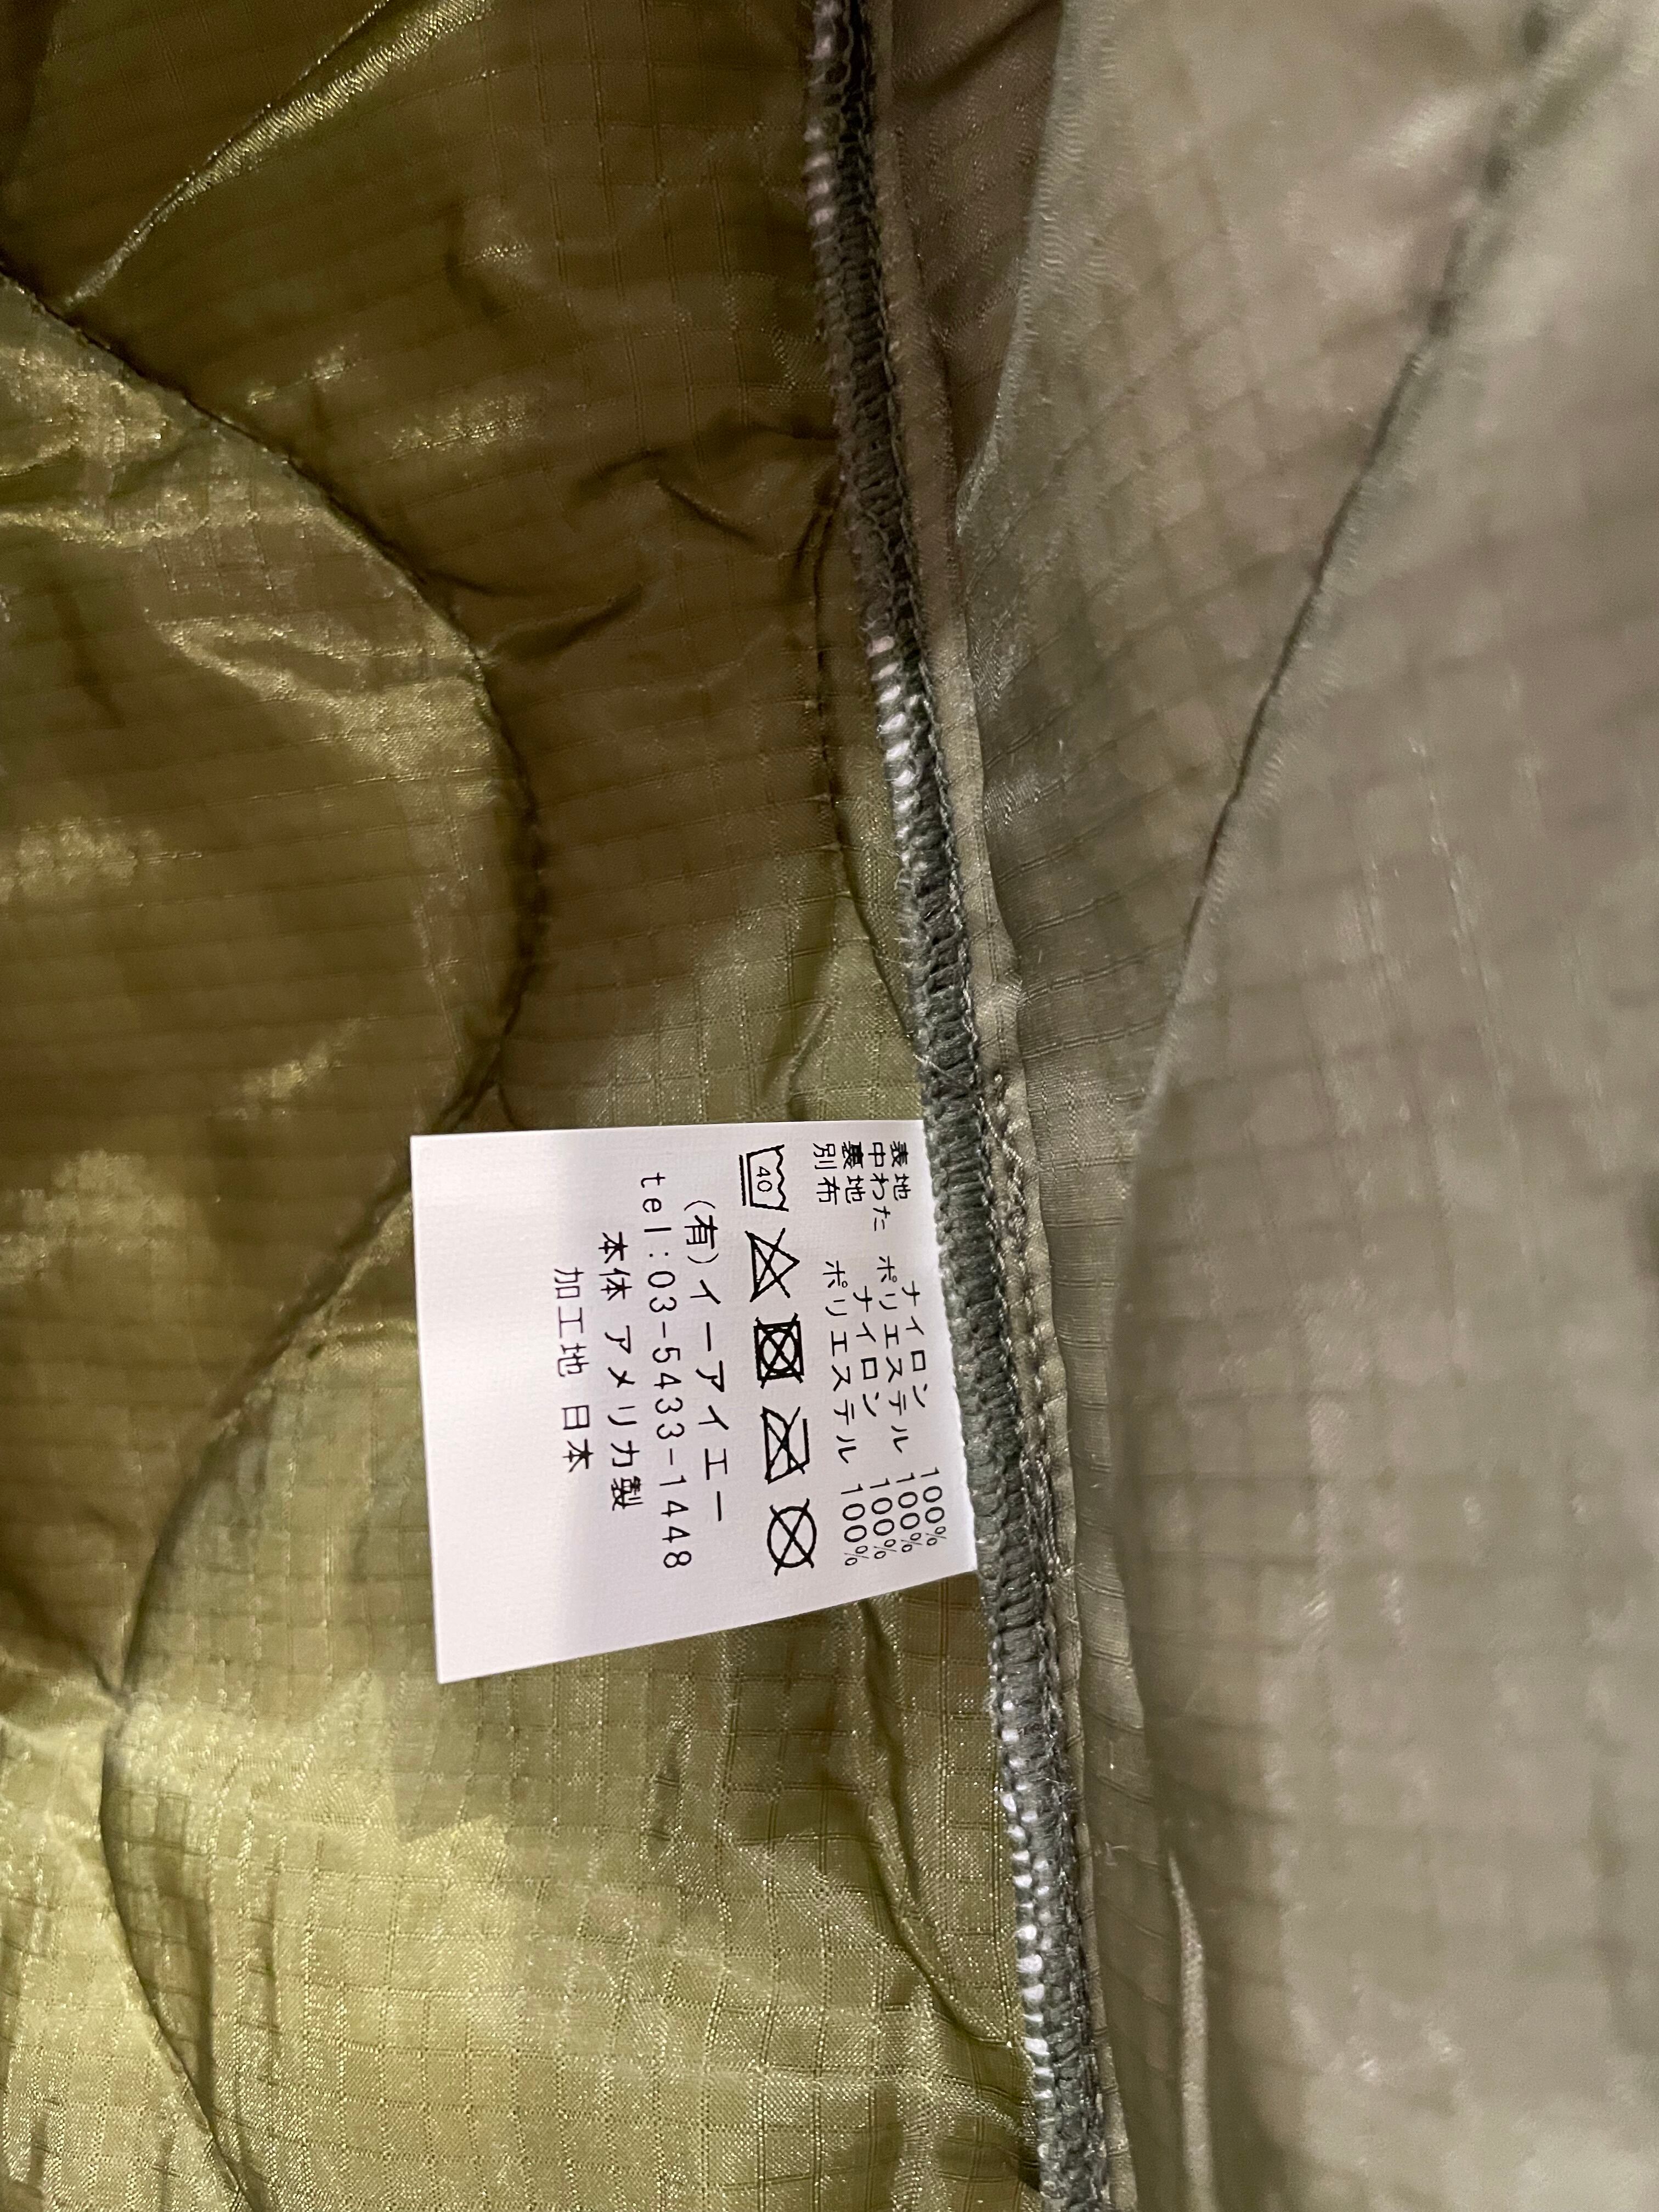 表地 ナイロン 100%
中わた ポリエステル 100%
裏地 ナイロン 100%
別布 ポリエステル 100%
40
(有)イーアイエー
tel:03-5433-1448
本体 アメリカ製
加工地 日本